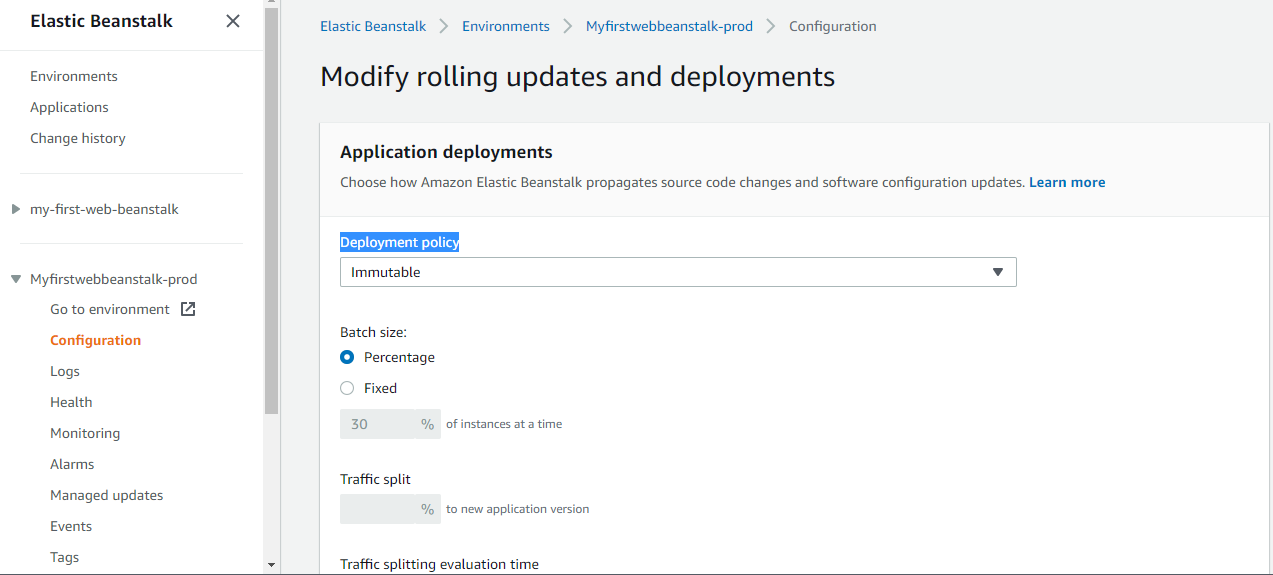 Elastic Beanstalk
Environments
Applications
Change history
my-first-web-beanstalk
Myfirstwebbeanstalk-prod
Go to environment
Configuration
Logs
Health
Monitoring
Alarms
Managed updates
Events
Tags
Elastic Beanstalk Environments Myfirstwebbeanstalk-prod Configuration
Modify rolling updates and deployments
Application deployments
Choose how Amazon Elastic Beanstalk propagates source code changes and software configuration updates. Learn more
Deployment policy
Immutable
Batch size:
Percentage
Fixed
30 % of instances at a time
Traffic split
% to new application version
Traffic splitting evaluation time